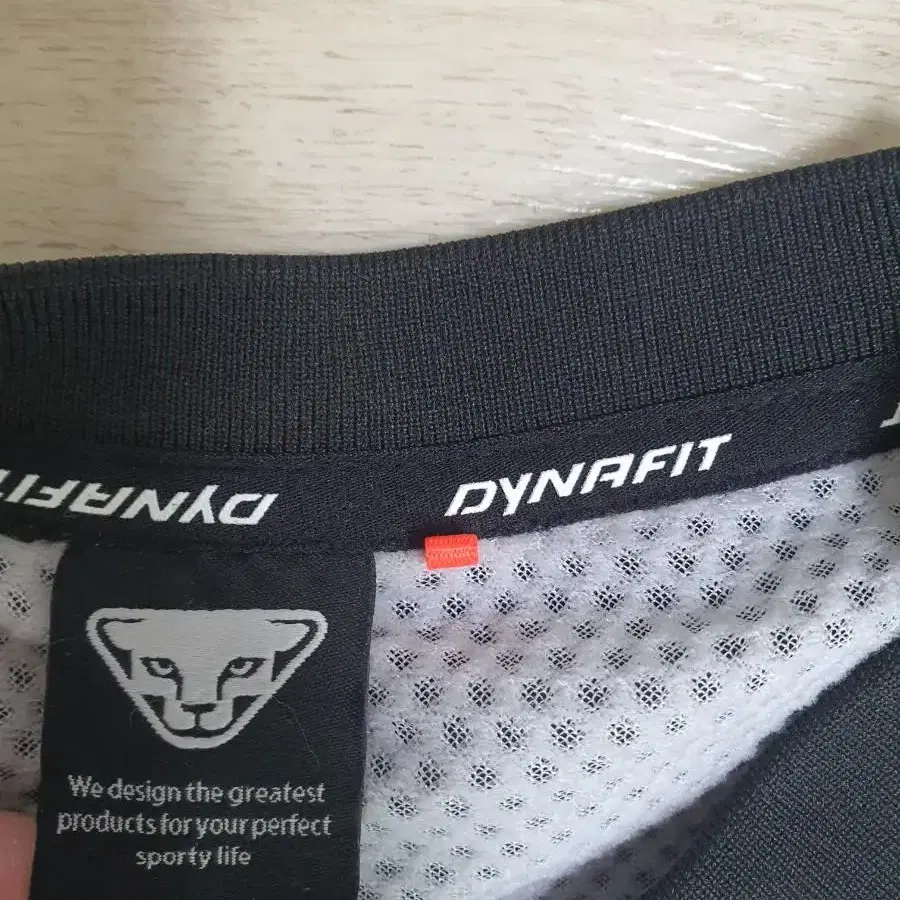 DYNAFIT
DYNAFIT
We design the greatest
products for your perfect
sporty life